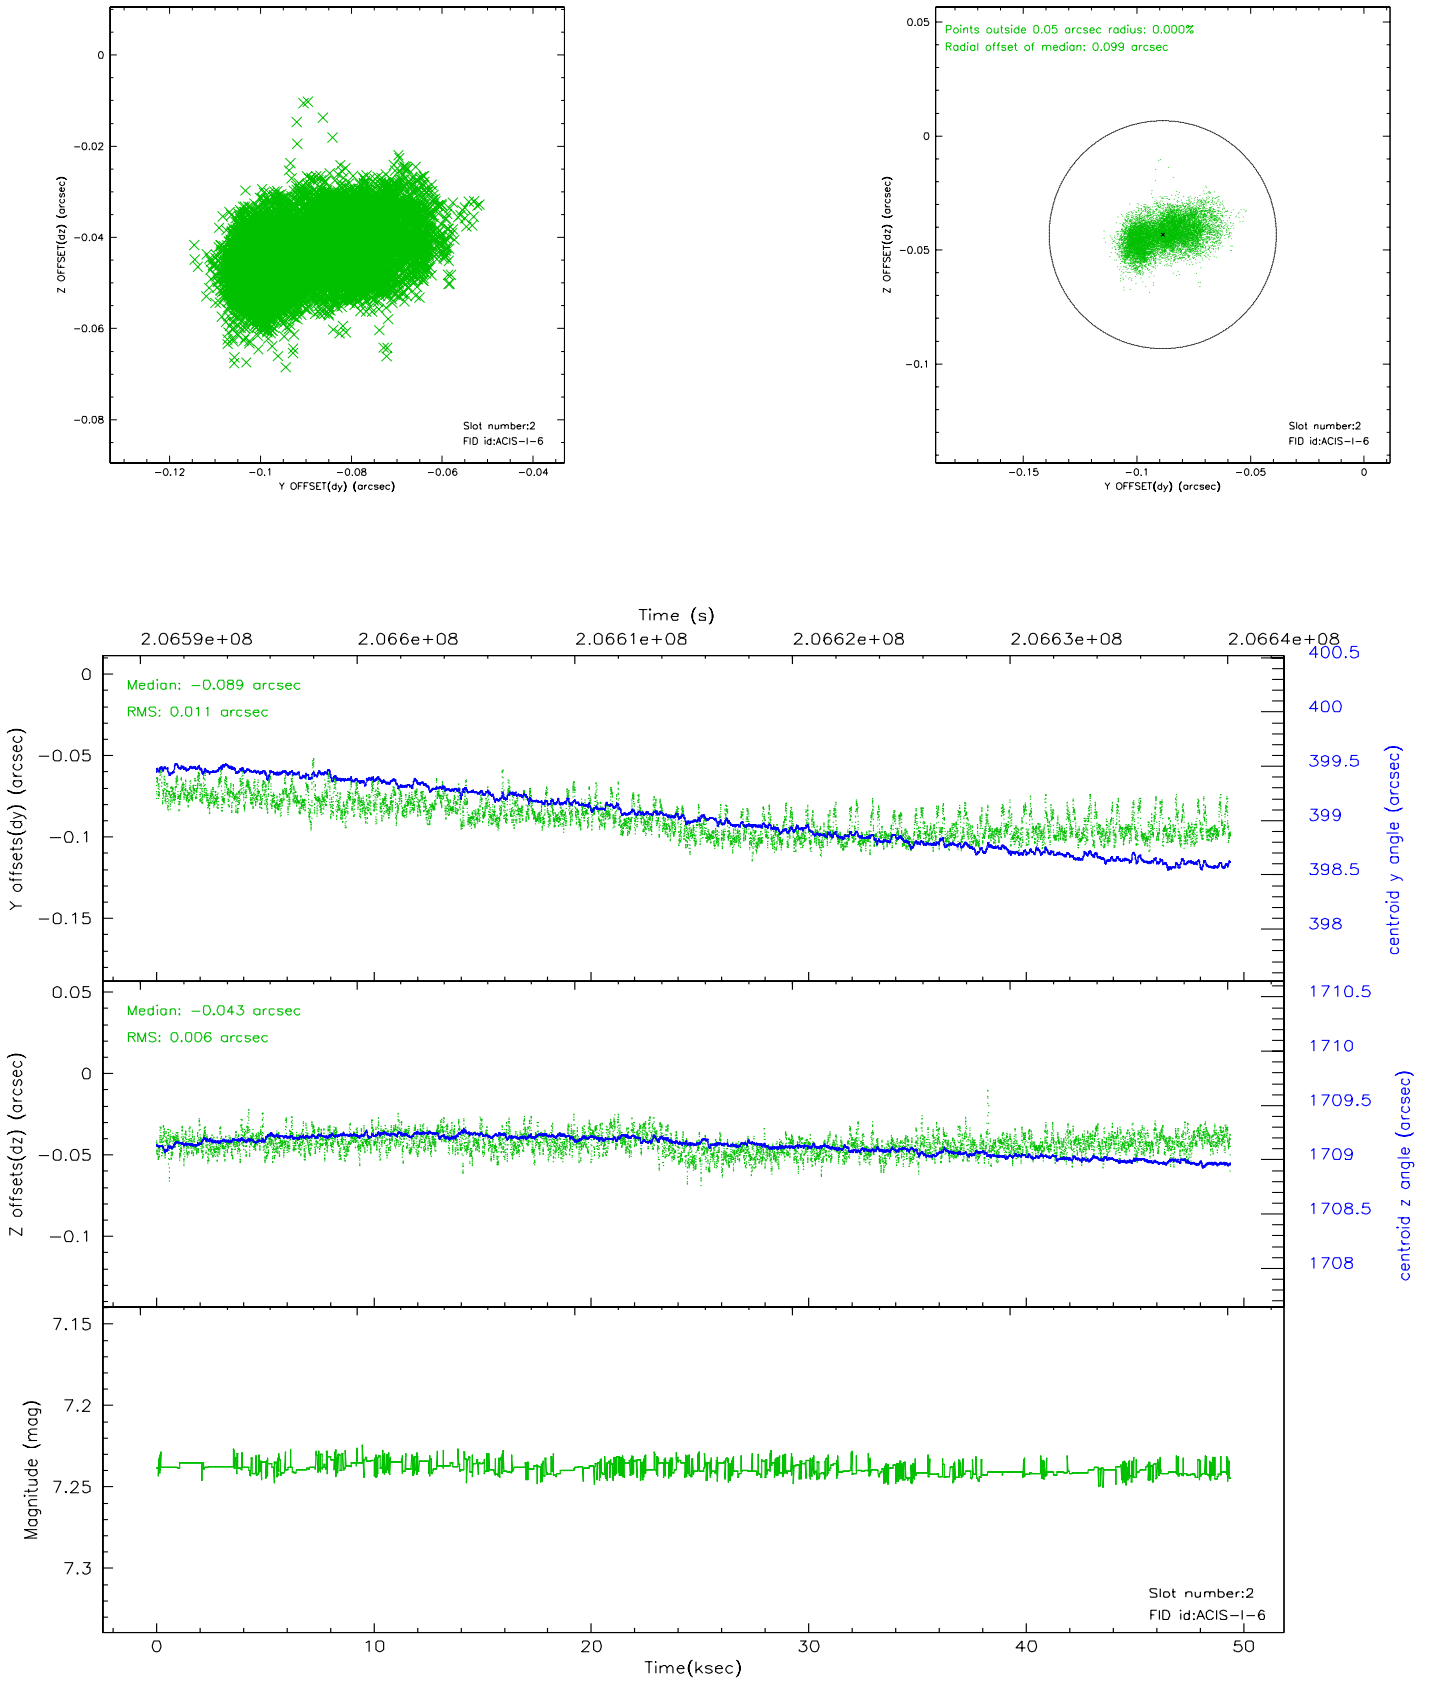 0
−0.02
−0.04
−0.06
−0.08
Z OFFSET(dz) (arcsec)
Slot number:2
FID id:ACIS−I−6
−0.12
−0.1
−0.08
−0.06
−0.04
Y OFFSET(dy) (arcsec)
Points outside 0.05 arcsec radius: 0.000%
Radial offset of median: 0.099 arcsec
0.05
0
−0.05
−0.1
Z OFFSET(dz) (arcsec)
Slot number:2
FID id:ACIS−I−6
−0.15
−0.1
−0.05
0
Y OFFSET(dy) (arcsec)
Time (s)
2.0659e+08
2.066e+08
2.0661e+08
2.0662e+08
2.0663e+08
2.0664e+08
Median: −0.089 arcsec
RMS: 0.011 arcsec
0
−0.05
−0.1
−0.15
Y offsets(dy) (arcsec)
400.5
400
399.5
399
398.5
398
centroid y angle (arcsec)
Median: −0.043 arcsec
RMS: 0.006 arcsec
0.05
0
−0.05
−0.1
Z offsets(dz) (arcsec)
1710.5
1710
1709.5
1709
1708.5
1708
centroid z angle (arcsec)
7.15
7.2
7.25
7.3
Magnitude (mag)
Slot number:2
FID id:ACIS−I−6
0
10
20
30
40
50
Time(ksec)